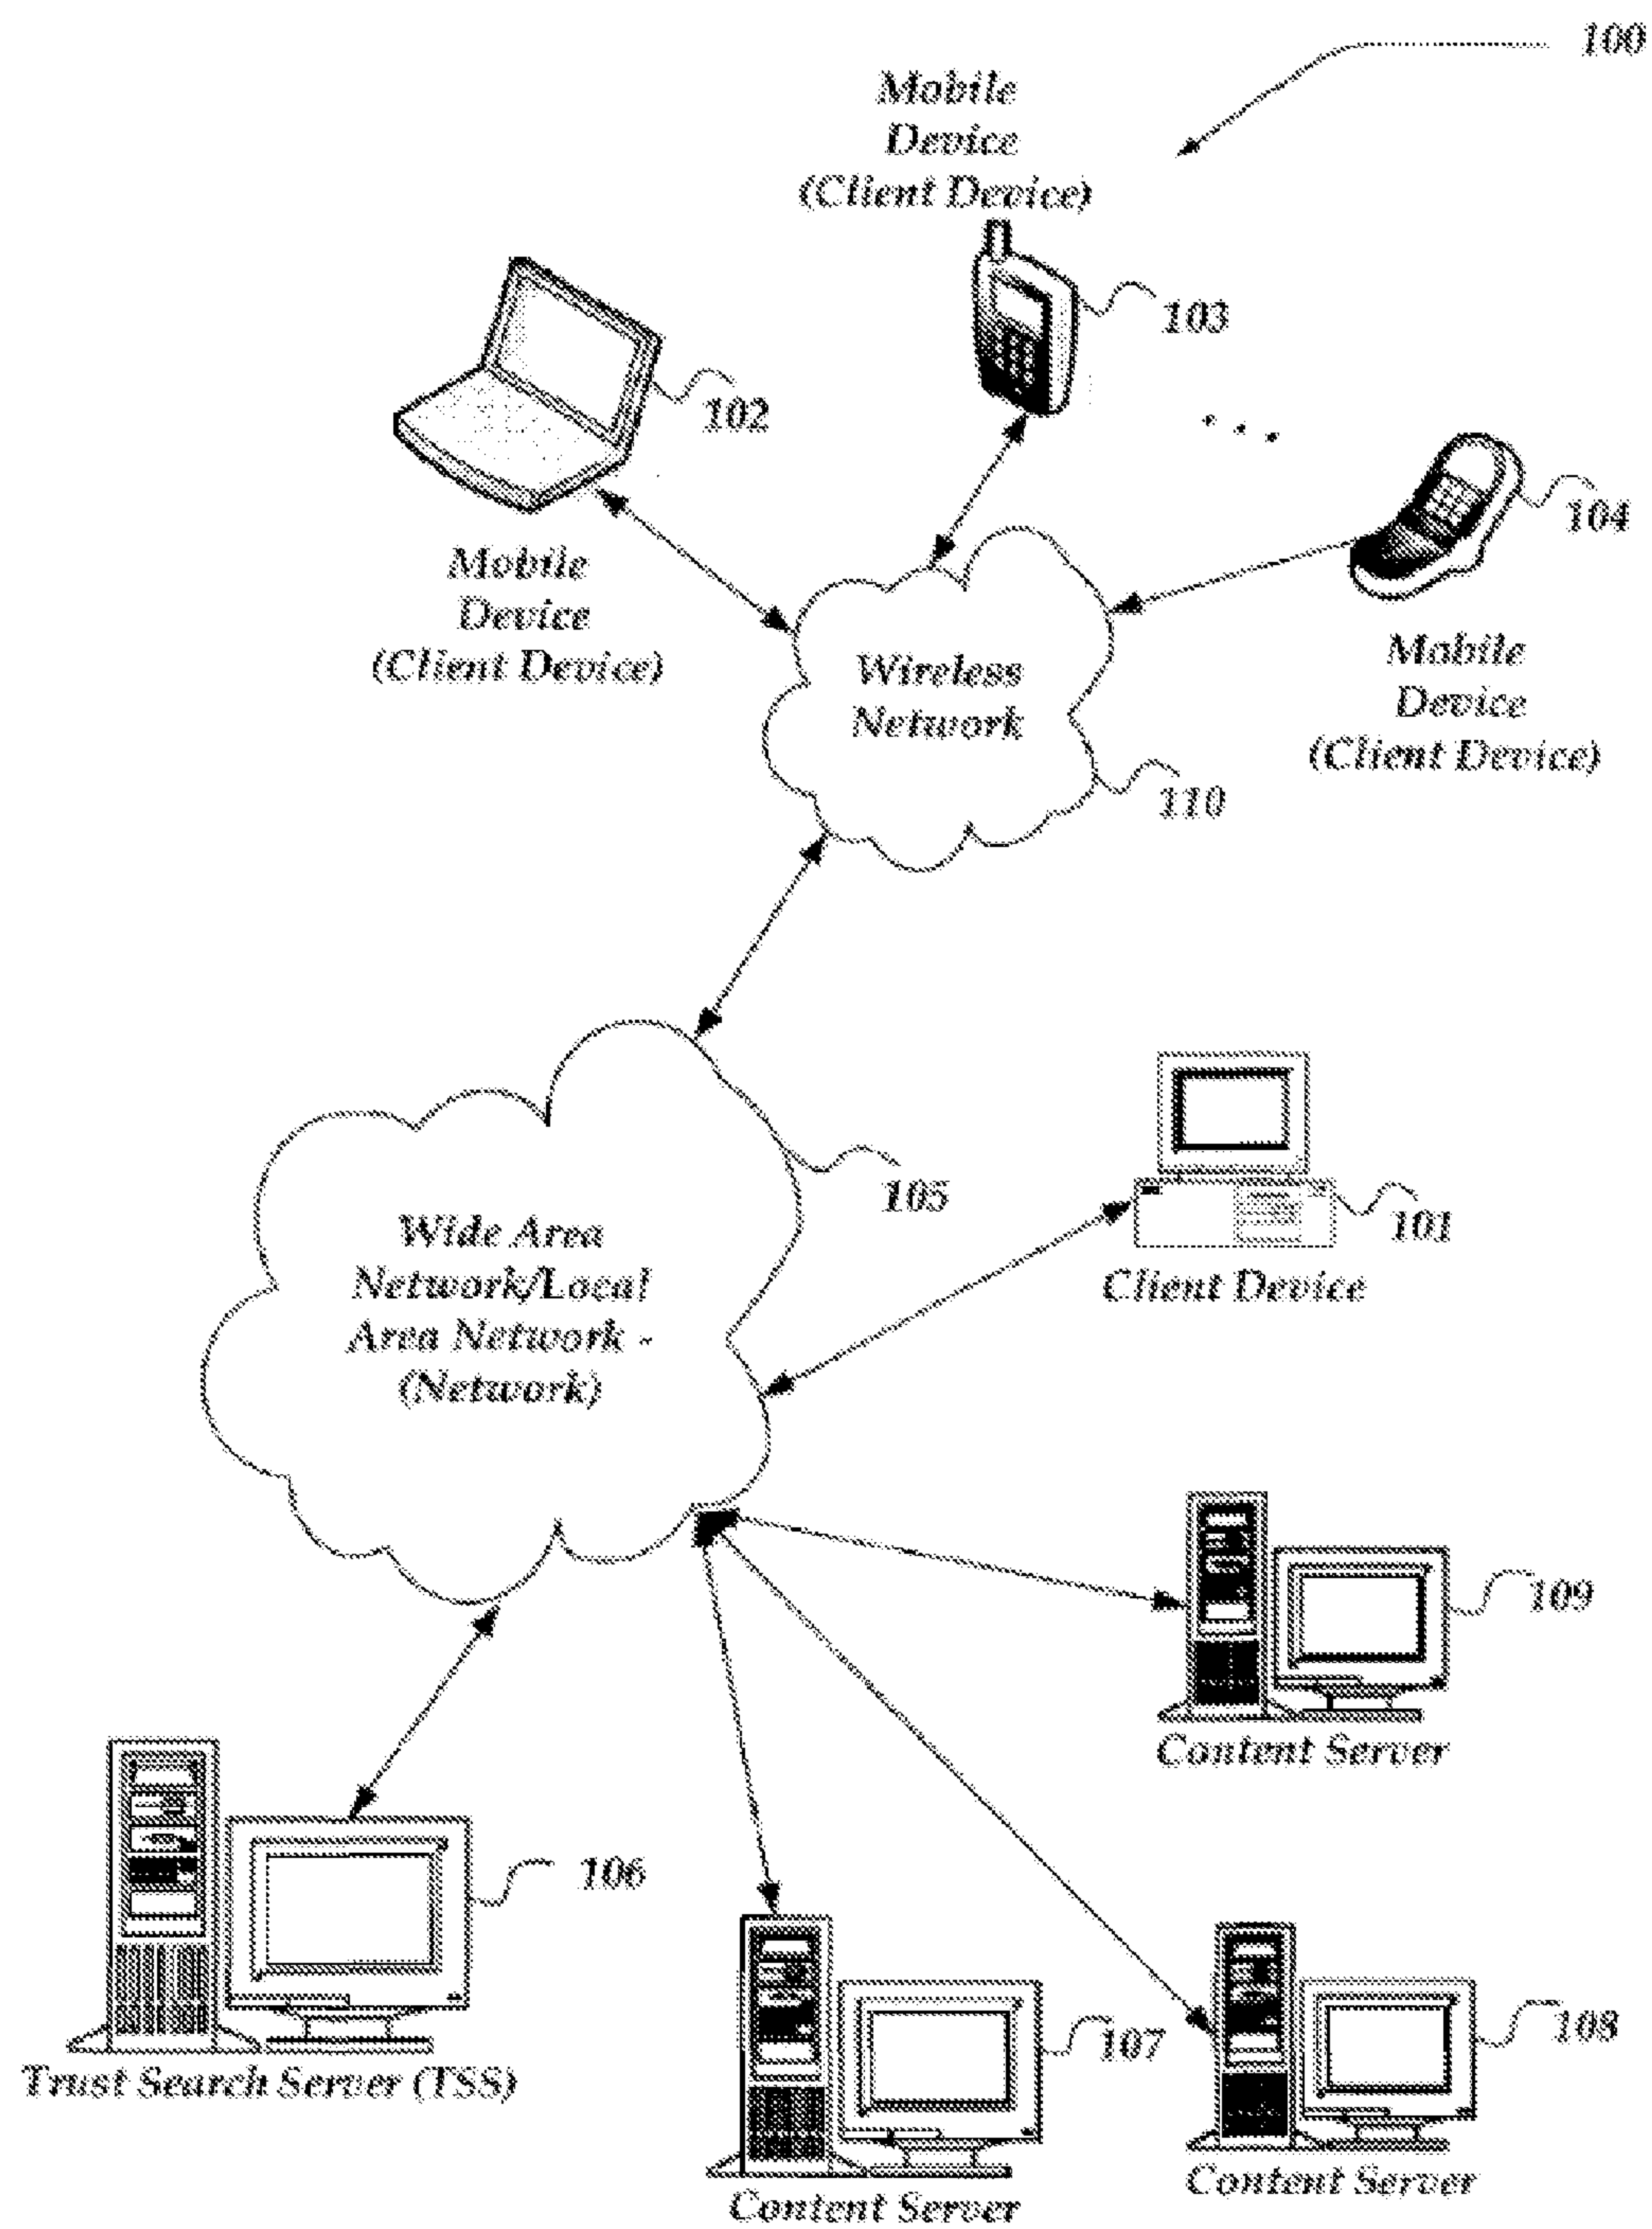 100
Mobile
Device
(Client Device)
103
102
104
Mobile
Device
(Client Device)
Mobile
Device
(Client Device)
Wireless
Network
110
105
Wide Area
Network/Local
Area Network -
(Network)
101
Client Device
109
Content Server
106
Trust Search Server (TSS)
107
Content Server
108
Content Server